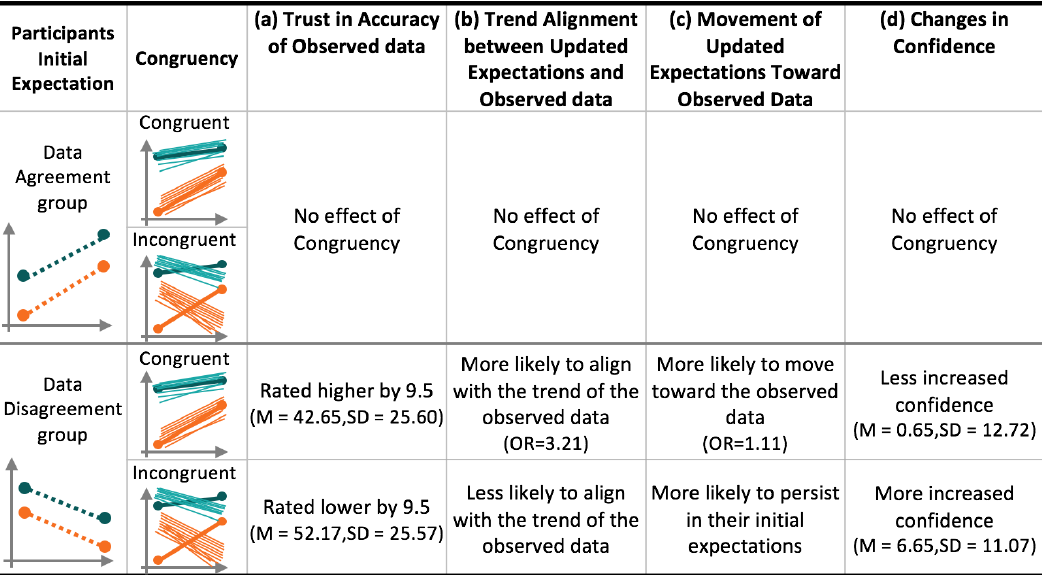 Participants
Initial
Expectation
Congruency
(a) Trust in Accuracy
of Observed data
(b) Trend Alignment
between Updated
Expectations and
Observed data
(c) Movement of
Updated
Expectations Toward
Observed Data
(d) Changes in
Confidence
Data
Agreement
group
Congruent
Incongruent
No effect of
Congruency
No effect of
Congruency
No effect of
Congruency
No effect of
Congruency
Data
Disagreement
group
Congruent
Rated higher by 9.5
(M = 42.65,SD = 25.60)
More likely to align
with the trend of the
observed data
(OR=3.21)
More likely to move
toward the observed
data
(OR=1.11)
Less increased
confidence
(M = 0.65,SD = 12.72)
Incongruent
Rated lower by 9.5
(M = 52.17,SD = 25.57)
Less likely to align
with the trend of the
observed data
More likely to persist
in their initial
expectations
More increased
confidence
(M = 6.65,SD = 11.07)